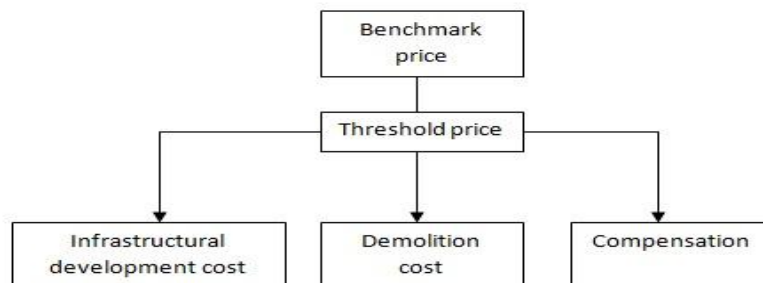 Benchmark
price
Threshold price
Infrastructural
development cost
Demolition
cost
Compensation